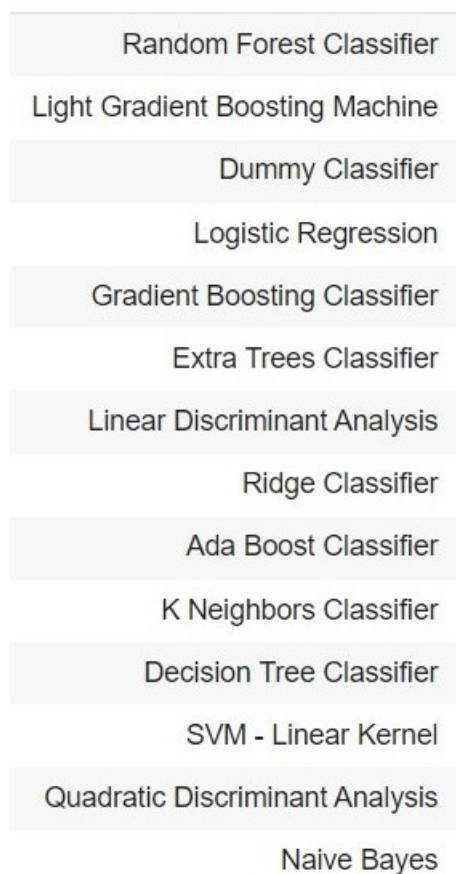 Random Forest Classifier
Light Gradient Boosting Machine
Dummy Classifier
Logistic Regression
Gradient Boosting Classifier
Extra Trees Classifier
Linear Discriminant Analysis
Ridge Classifier
Ada Boost Classifier
K Neighbors Classifier
Decision Tree Classifier
SVM - Linear Kernel
Quadratic Discriminant Analysis
Naive Bayes